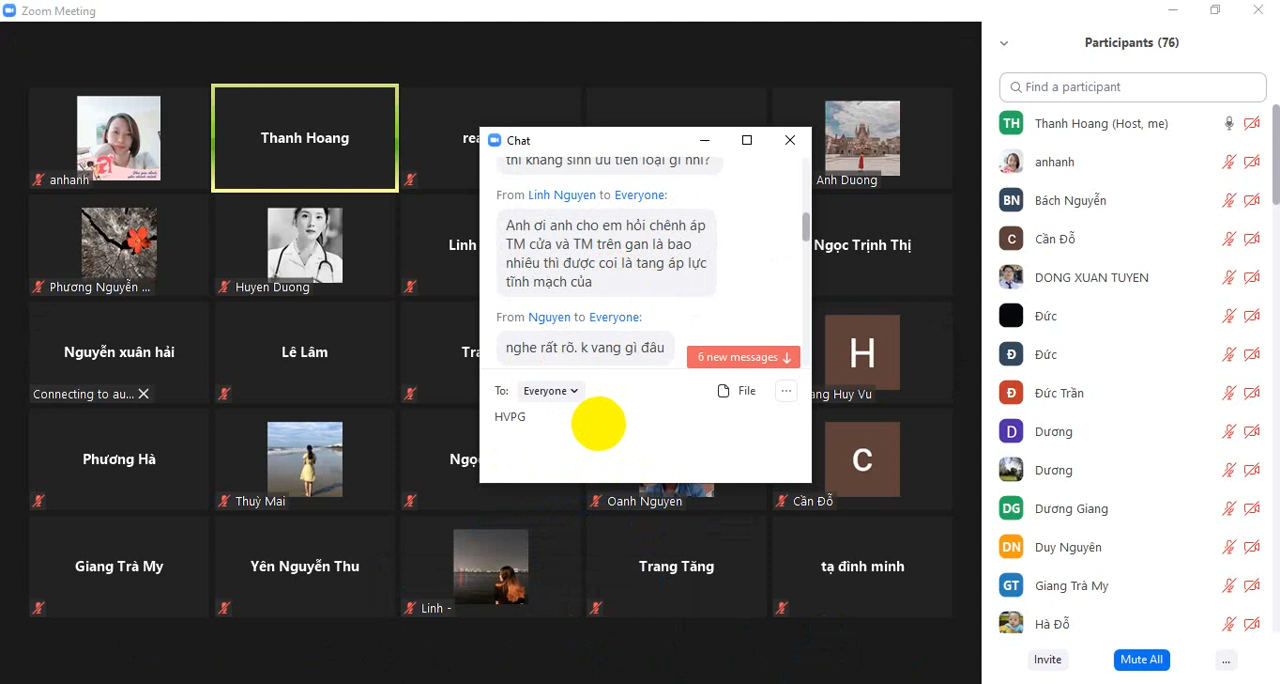 Zoom Meeting
Participants (76)
Find a participant
TH Thanh Hoang (Host, me)
anhanh
BN Bách Nguyễn
C Cần Đỗ
DONG XUAN TUYEN
Đức
Đ Đức
Đ Đức Trần
D Dương
Dương
DG Dương Giang
DN Duy Nguyên
GT Giang Trà My
Hà Đỗ
Invite
Mute All
...
anhanh
Thanh Hoang
Anh Duong
Phương Nguyễn ...
Huyen Duong
Linh
Ngọc Trịnh Thị
Nguyễn xuân hải
Connecting to au...
Lê Lâm
H
Huy Vu
Phương Hà
Thuỳ Mai
Oanh Nguyen
C
Cần Đỗ
Giang Trà My
Yên Nguyễn Thu
Linh -
Trang Tăng
tạ đình minh
Chat
thì kháng sinh ưu tiên loại gì nhỉ?
From Linh Nguyen to Everyone:
Anh ơi anh cho em hỏi chênh áp
TM cửa và TM trên gan là bao
nhiêu thì được coi là tang áp lực
tĩnh mạch của
From Nguyen to Everyone:
nghe rất rõ. k vang gì đâu
6 new messages
To: Everyone
File
...
HVPG